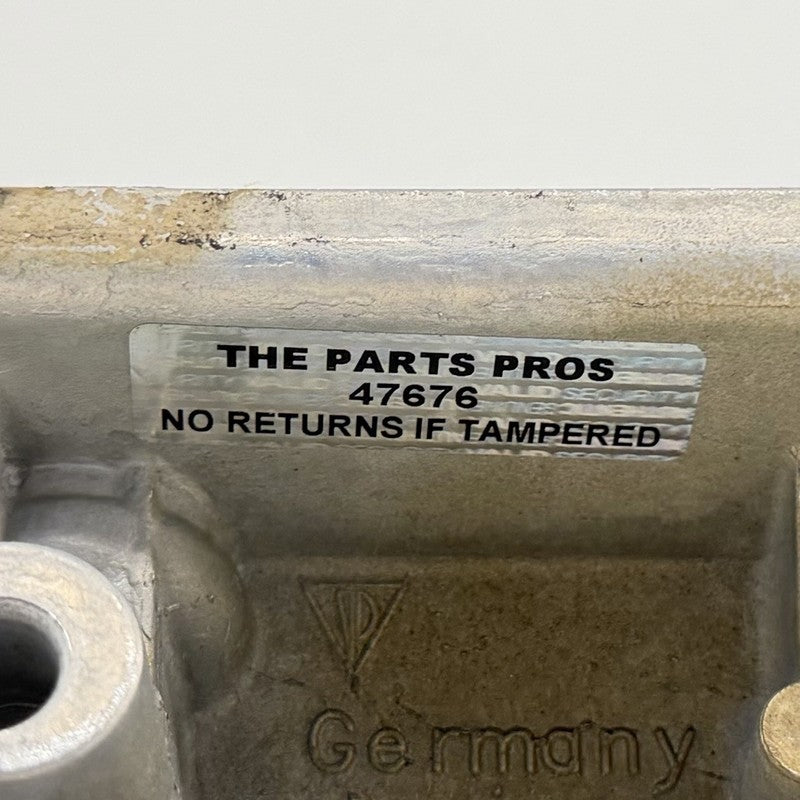 THE PARTS PROS
47676
NO RETURNS IF TAMPERED
Germany